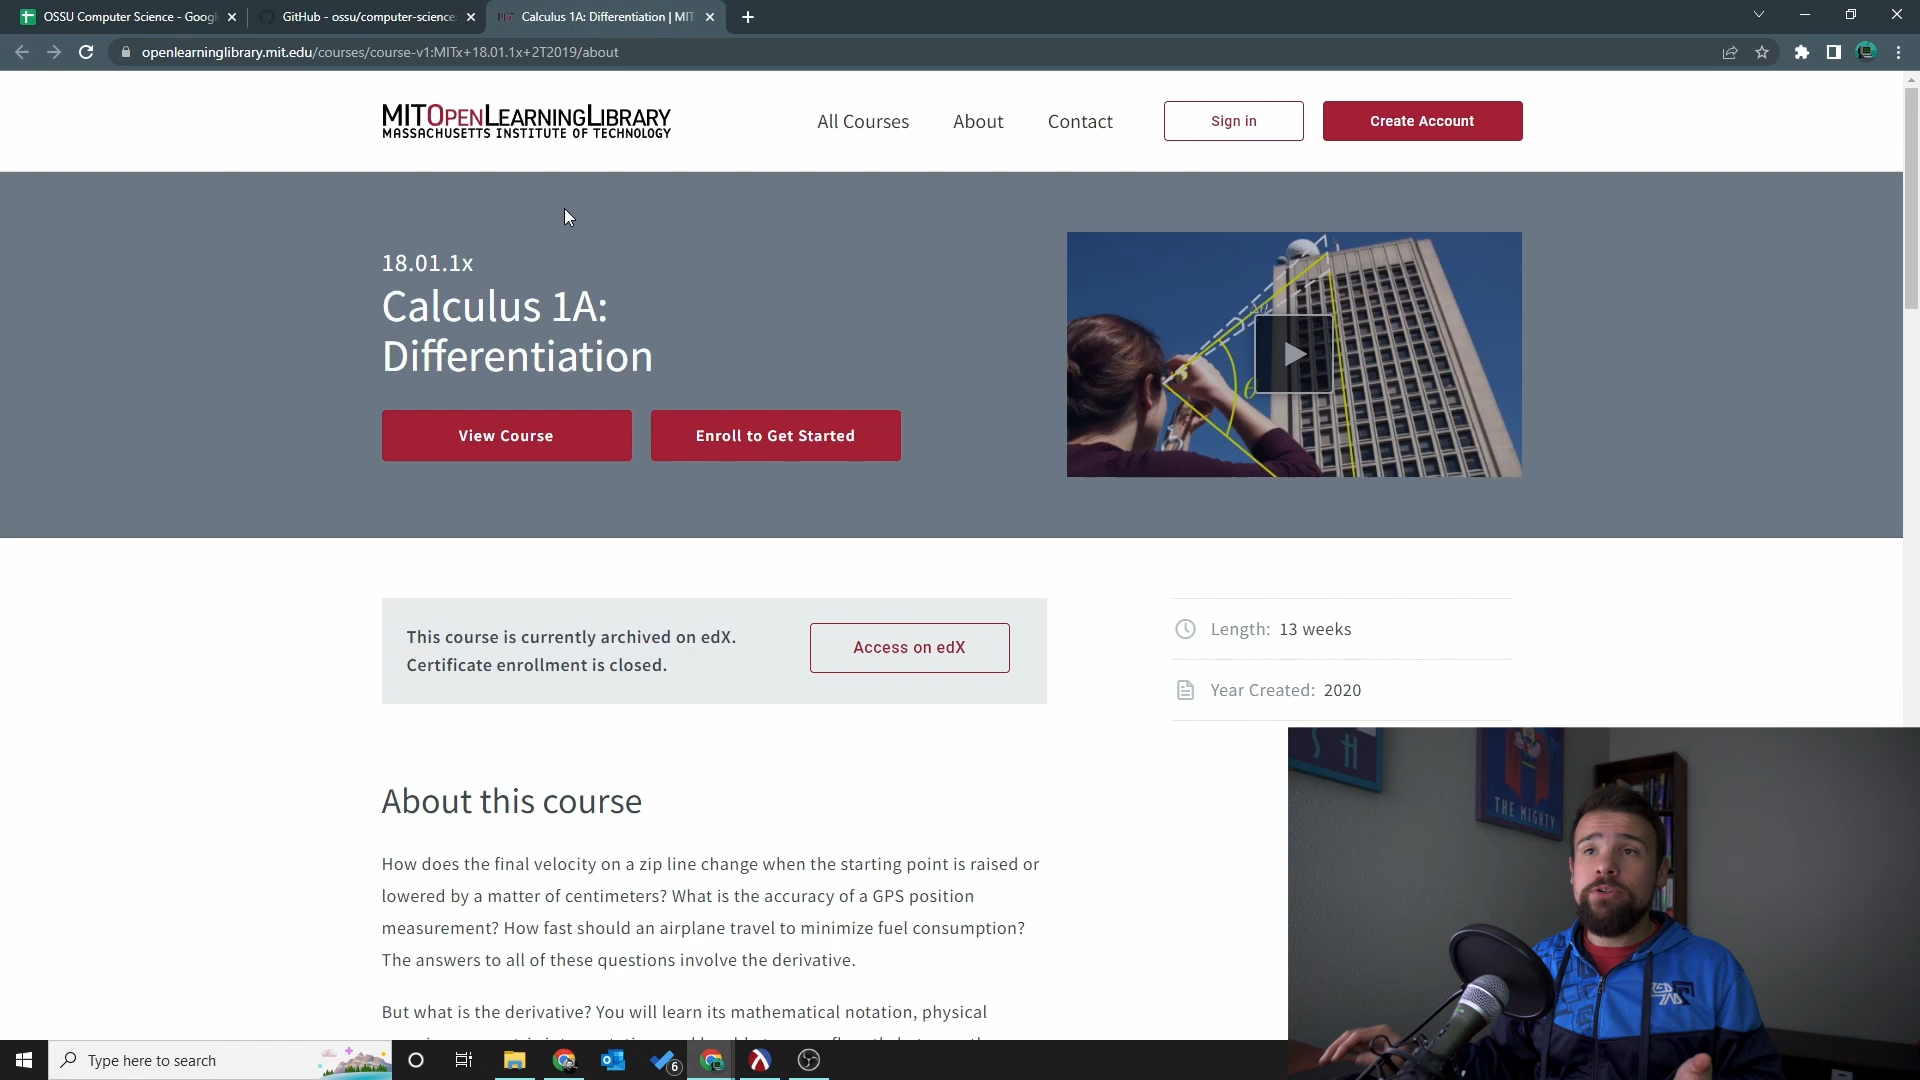 OSSU Computer Science - Googl
GitHub - ossu/computer-science:
Calculus 1A: Differentiation | MIT
openlearninglibrary.mit.edu/courses/course-v1:MITx+18.01.1x+2T2019/about
MITOPENLEARNINGLIBRARY
MASSACHUSETTS INSTITUTE OF TECHNOLOGY
All Courses
About
Contact
Sign in
Create Account
18.01.1x
Calculus 1A:
Differentiation
View Course
Enroll to Get Started
θ
This course is currently archived on edX.
Certificate enrollment is closed.
Access on edX
Length: 13 weeks
Year Created: 2020
About this course
How does the final velocity on a zip line change when the starting point is raised or
lowered by a matter of centimeters? What is the accuracy of a GPS position
measurement? How fast should an airplane travel to minimize fuel consumption?
The answers to all of these questions involve the derivative.
But what is the derivative? You will learn its mathematical notation, physical
S H
THE MIGHTY
Type here to search
6